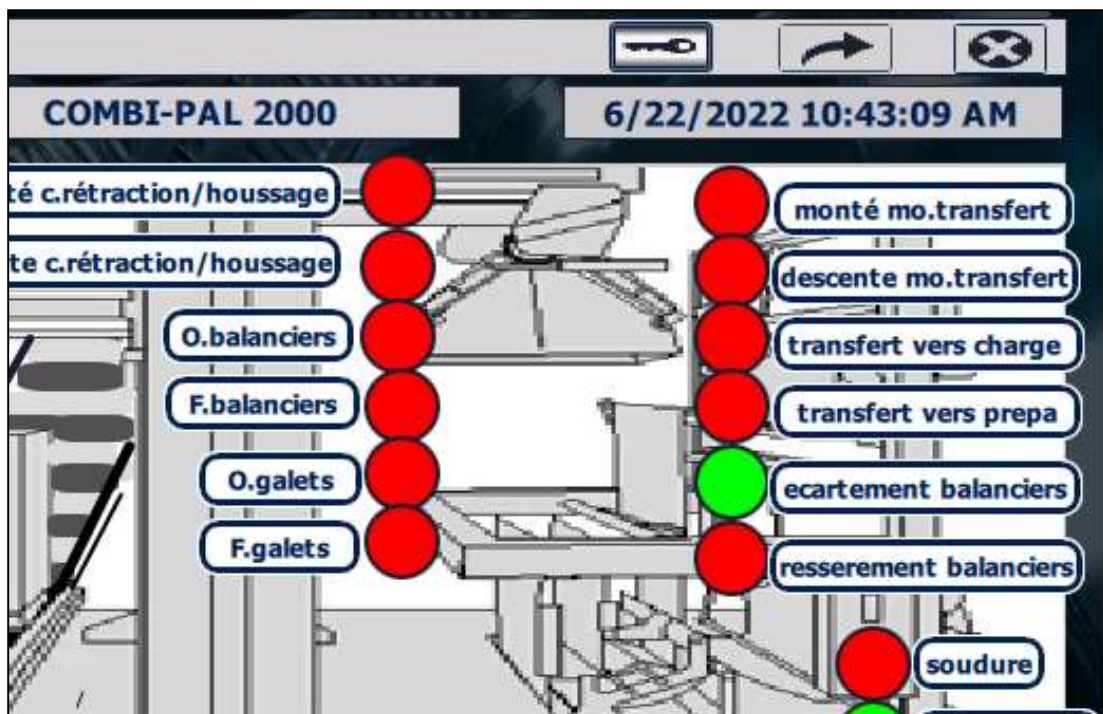 COMBI-PAL 2000
6/22/2022 10:43:09 AM
té c.rétraction/houssage
te c.rétraction/houssage
O.balanciers
F.balanciers
O.galets
F.galets
monté mo.transfert
descente mo.transfert
transfert vers charge
transfert vers prepa
ecartement balanciers
resserement balanciers
soudure